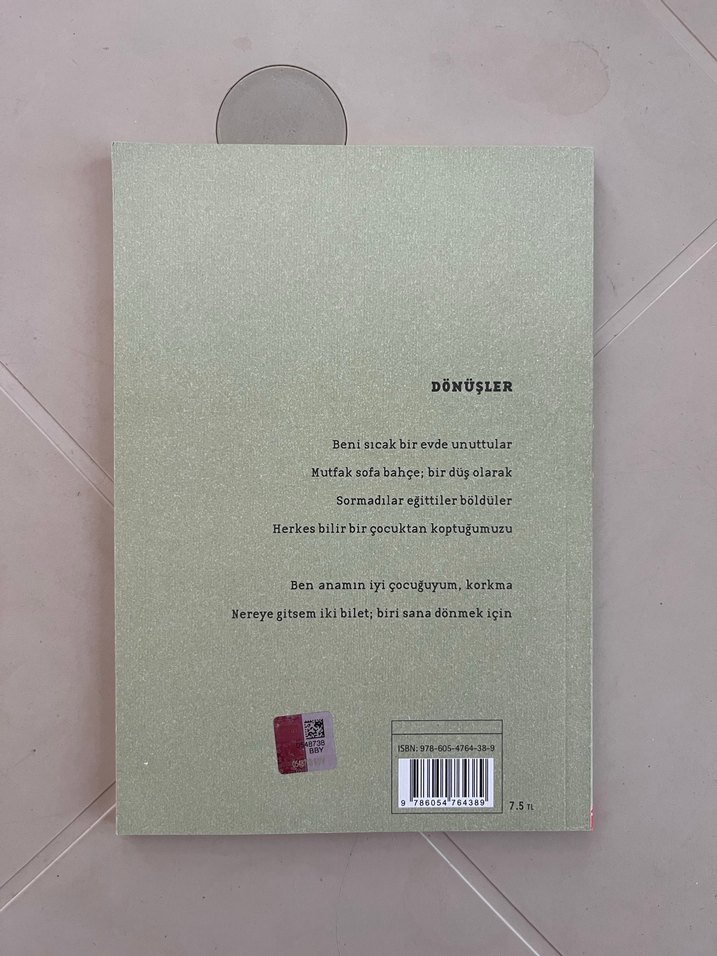 DÖNÜŞLER
Beni sıcak bir evde unuttular
Mutfak sofa bahçe; bir düş olarak
Sormadılar eğittiler böldüler
Herkes bilir bir çocuktan koptuğumuzu
Ben anamın iyi çocuğuyum, korkma
Nereye gitsem iki bilet; biri sana dönmek için
0548738
BBY
ISBN: 978-605-4764-38-9
9 786054 764389
7.5 TL